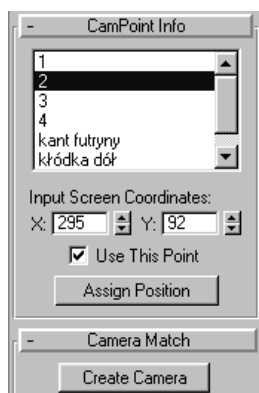 - CamPoint Info
1
2
3
4
kant futryny
kłódka dół
Input Screen Coordinates:
X: 295 Y: 92
Use This Point
Assign Position
- Camera Match
Create Camera